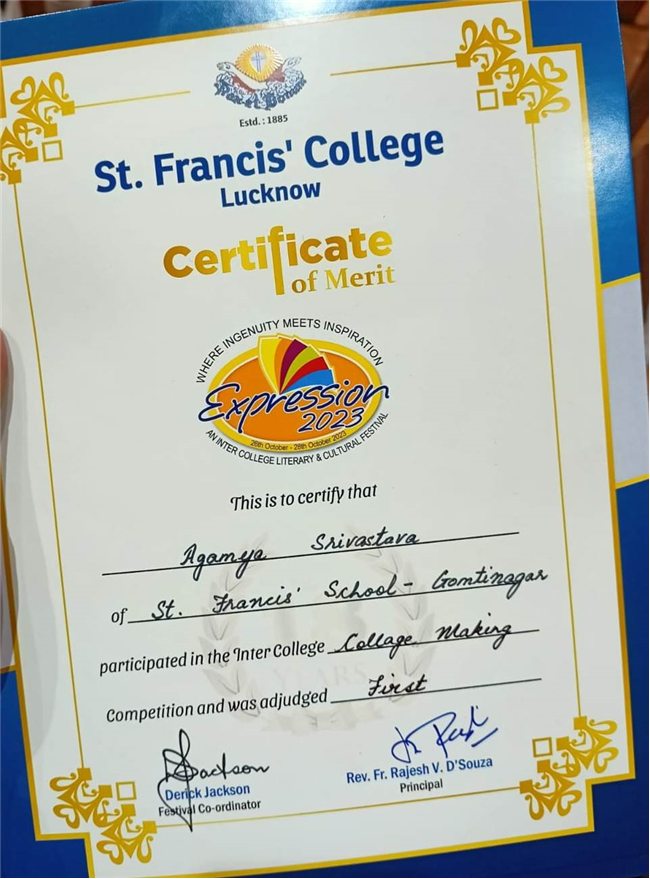 Estd. : 1885
St. Francis' College
Lucknow
Certificate
of Merit
WHERE INGENUITY MEETS INSPIRATION
Expression
2023
AN INTER COLLEGE LITERARY & CULTURAL FESTIVAL
This is to certify that
Agamya Srivastava
of St. Francis' School - Gomtinagar
participated in the Inter College Collage Making
Competition and was adjudged First
YEARS
Jackson
Derick Jackson
Festival Co-ordinator
Rev. Fr. Rajesh V. D'Souza
Principal